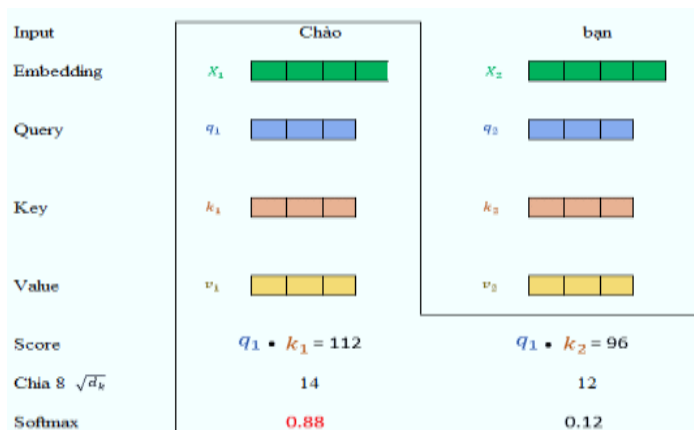 Input Chào bạn
Embedding X₁ X₂
Query q₁ q₂
Key k₁ k₂
Value v₁ v₂
Score q₁ • k₁ = 112 q₁ • k₂ = 96
Chia 8 √dₖ 14 12
Softmax 0.88 0.12